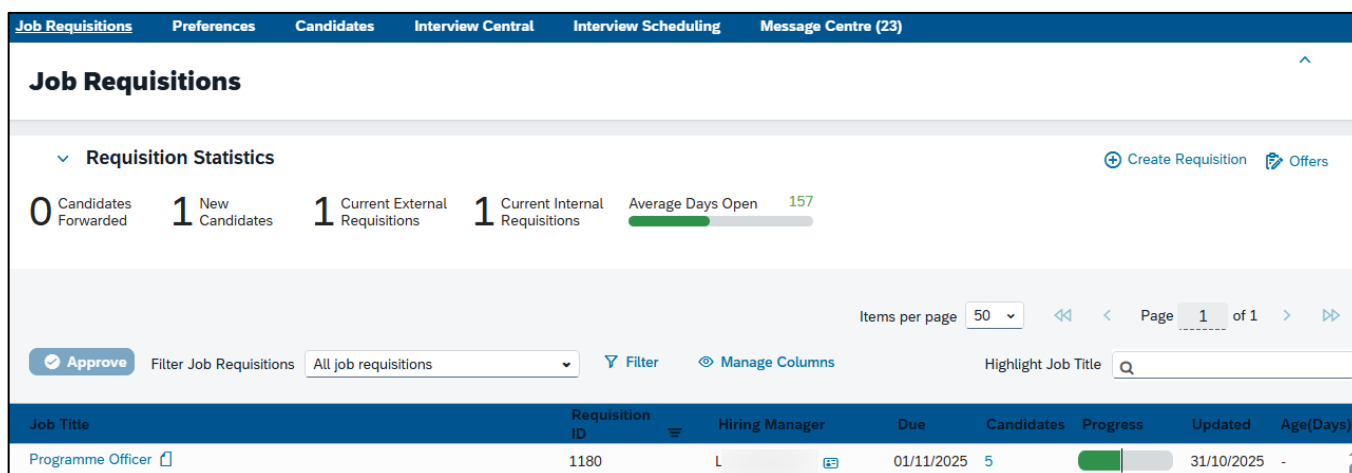 Job Requisitions Preferences Candidates Interview Central Interview Scheduling Message Centre (23)
Job Requisitions
Requisition Statistics
Create Requisition Offers
0 Candidates Forwarded
1 New Candidates
1 Current External Requisitions
1 Current Internal Requisitions
Average Days Open 157
Items per page 50 Page 1 of 1
Approve Filter Job Requisitions All job requisitions Filter Manage Columns Highlight Job Title
Job Title Requisition ID Hiring Manager Due Candidates Progress Updated Age(Days)
Programme Officer 1180 L 01/11/2025 5 31/10/2025 -